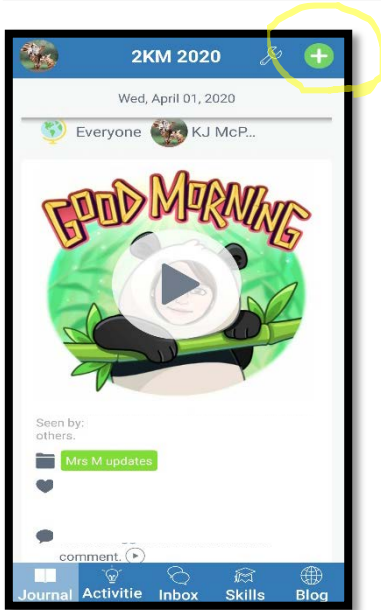 2KM 2020
Wed, April 01, 2020
Everyone KJ McP...
GOOD MORNING
Seen by:
others.
Mrs M updates
comment.
Journal Activitie Inbox Skills Blog